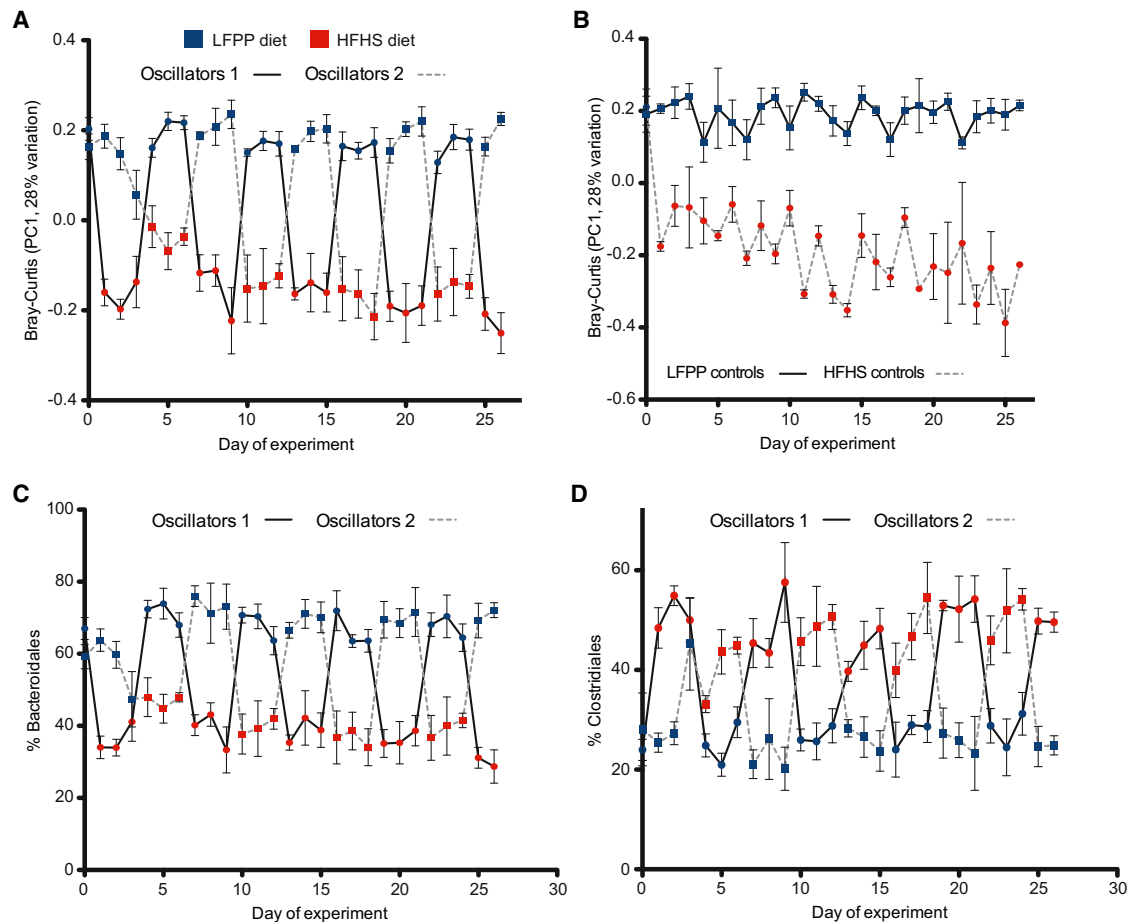 A
LFPP diet HFHS diet
Oscillators 1 Oscillators 2
0.4
0.2
0.0
-0.2
-0.4
Bray-Curtis (PC1, 28% variation)
0 5 10 15 20 25
Day of experiment
B
0.4
0.2
0.0
-0.2
-0.4
-0.6
Bray-Curtis (PC1, 28% variation)
LFPP controls HFHS controls
0 5 10 15 20 25
Day of experiment
C
Oscillators 1 Oscillators 2
100
80
60
40
20
0
% Bacteroidales
0 5 10 15 20 25 30
Day of experiment
D
Oscillators 1 Oscillators 2
60
40
20
0
% Clostridiales
0 5 10 15 20 25 30
Day of experiment